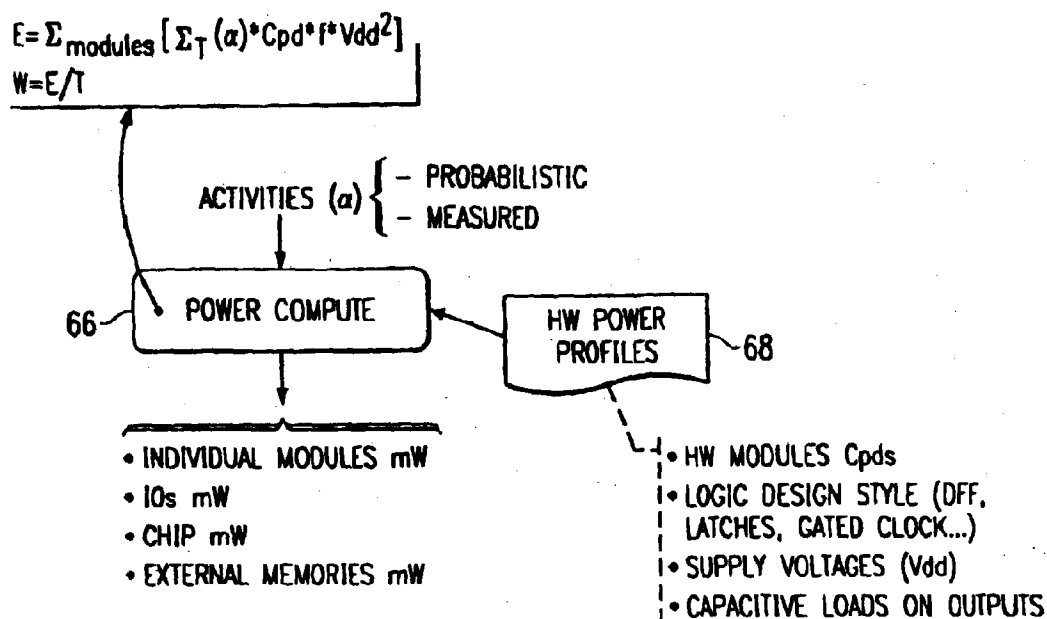 E= Σmodules [ΣT (α)*Cpd*f*Vdd²]
W=E/T
ACTIVITIES (α)
- PROBABILISTIC
- MEASURED
66
POWER COMPUTE
HW POWER
PROFILES
68
• INDIVIDUAL MODULES mW
• IOs mW
• CHIP mW
• EXTERNAL MEMORIES mW
• HW MODULES Cpds
• LOGIC DESIGN STYLE (DFF,
LATCHES, GATED CLOCK...)
• SUPPLY VOLTAGES (Vdd)
• CAPACITIVE LOADS ON OUTPUTS